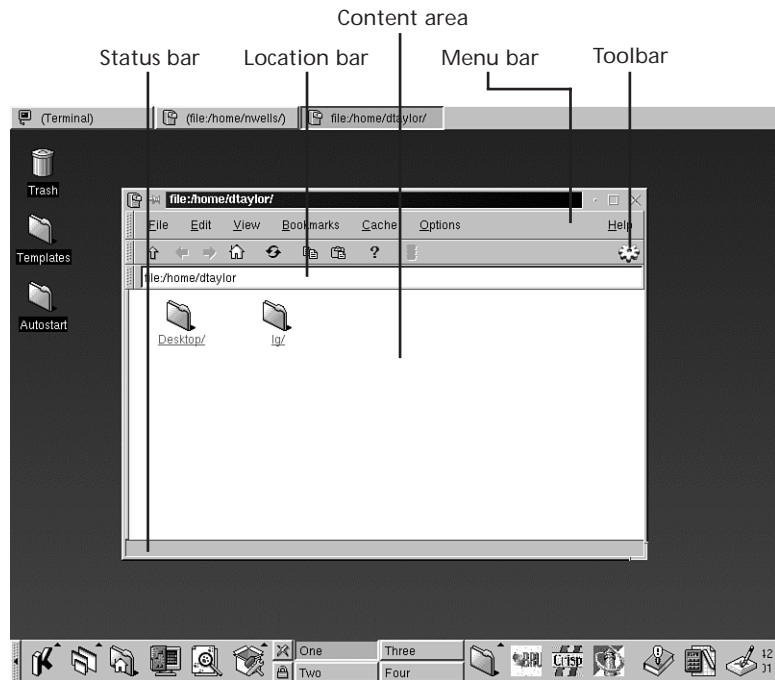 Content area
Status bar
Location bar
Menu bar
Toolbar
(Terminal)
(file:/home/nwells/)
file:/home/dtaylor/
Trash
Templates
Autostart
file:/home/dtaylor/
File Edit View Bookmarks Cache Options Help
?
file:/home/dtaylor
Desktop/
lg/
One
Two
Three
Four
Crisp